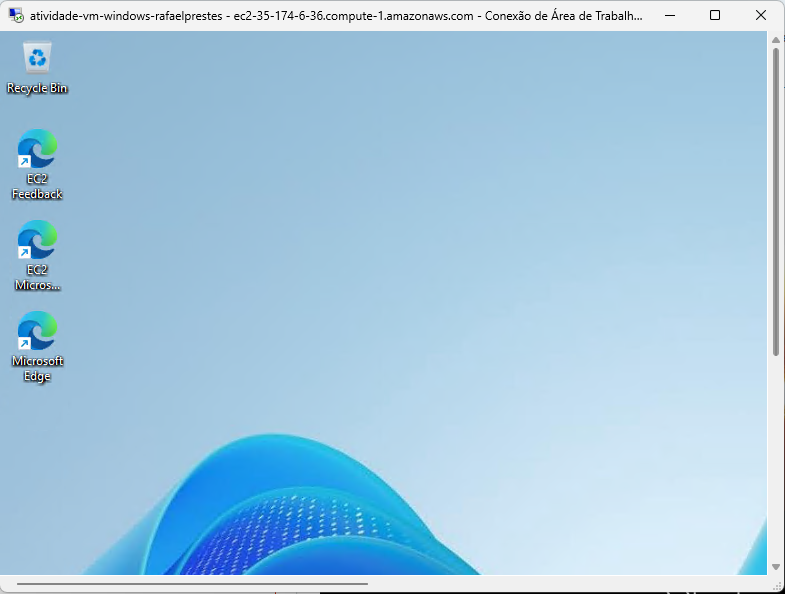 atividade-vm-windows-rafaelprestes - ec2-35-174-6-36.compute-1.amazonaws.com - Conexão de Área de Trabalh...
Recycle Bin
EC2
Feedback
EC2
Micros...
Microsoft
Edge